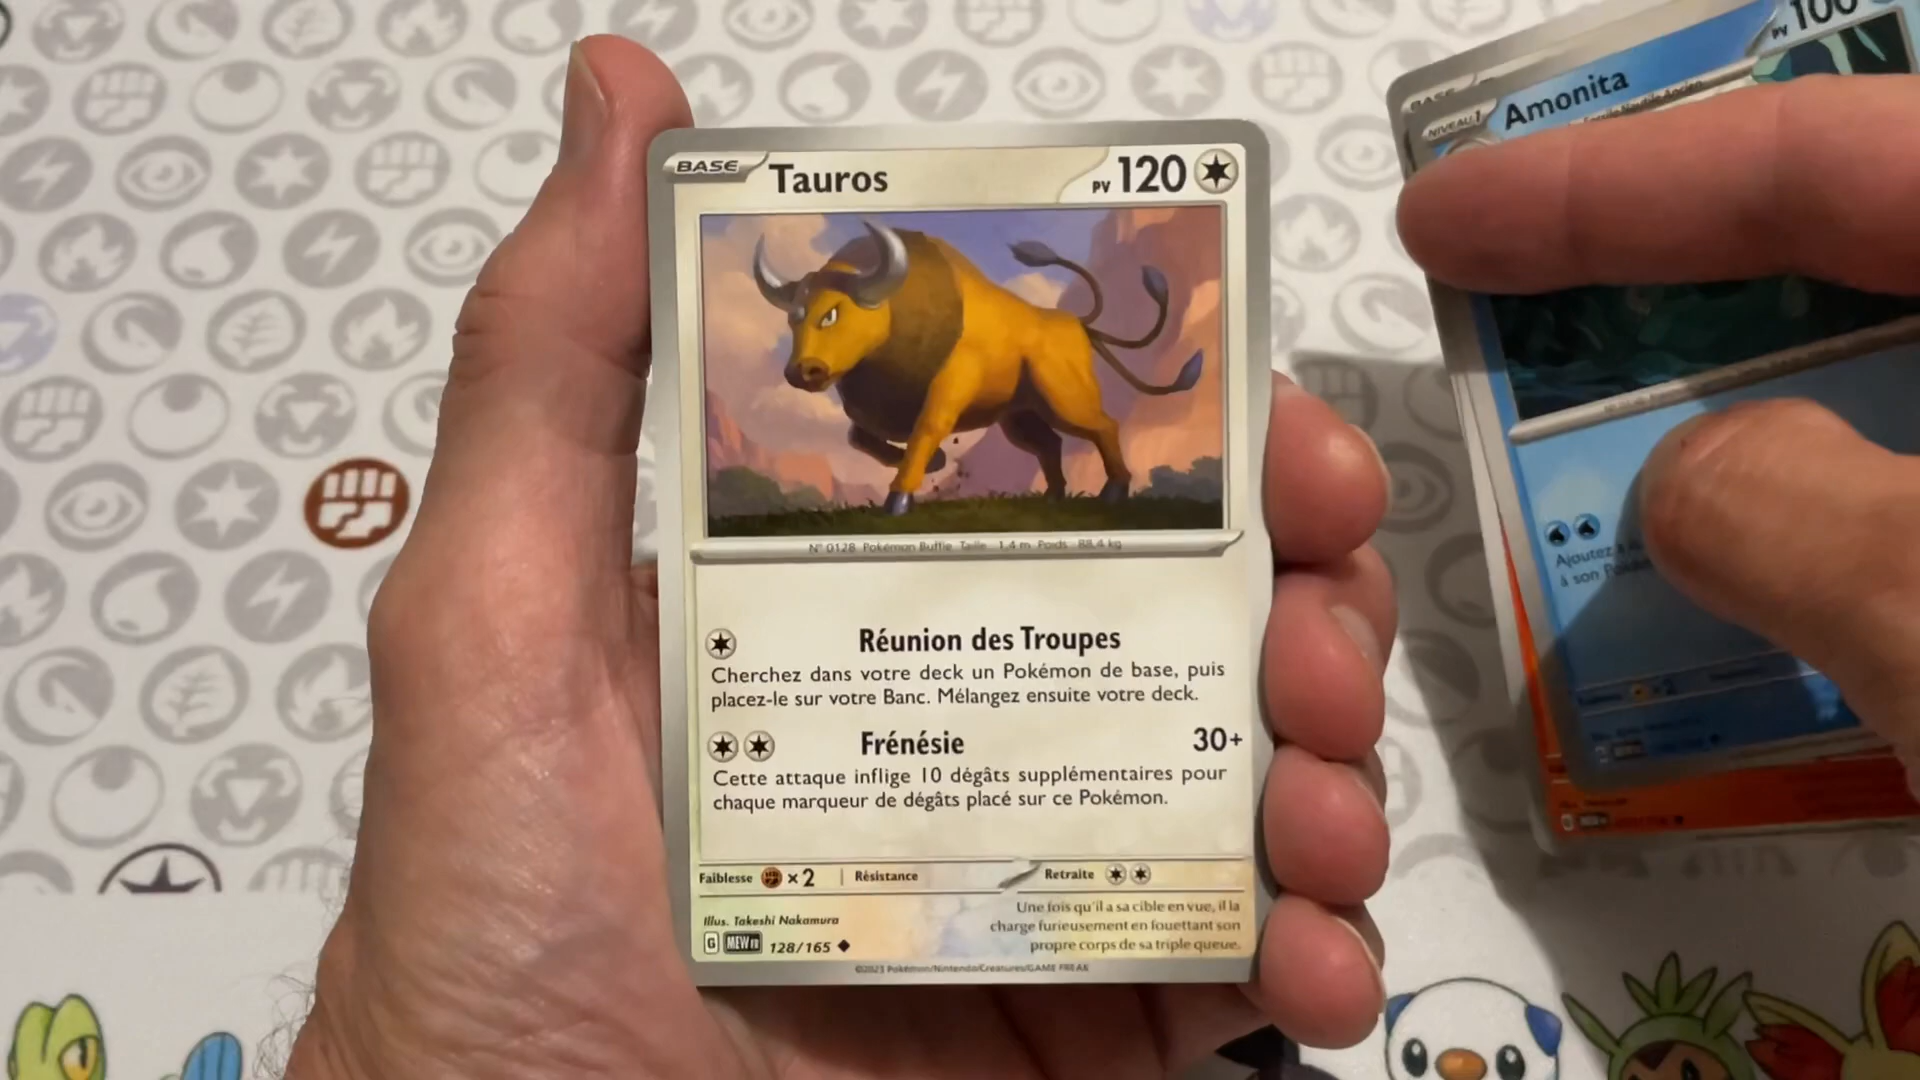 BASE Tauros PV 120
N° 0128 Pokémon Buffle Taille 1,4 m Poids 88,4 kg
Réunion des Troupes
Cherchez dans votre deck un Pokémon de base, puis
placez-le sur votre Banc. Mélangez ensuite votre deck.
Frénésie 30+
Cette attaque inflige 10 dégâts supplémentaires pour
chaque marqueur de dégâts placé sur ce Pokémon.
Faiblesse ×2 Résistance Retraite
Une fois qu'il a sa cible en vue, il la
charge furieusement en fouettant son
propre corps de sa triple queue.
Illus. Takeshi Nakamura
G MEW FR 128/165
©2023 Pokémon/Nintendo/Creatures/GAME FREAK
BASE
NIVEAU 1 Amonita PV 100
Ajoutez
à son